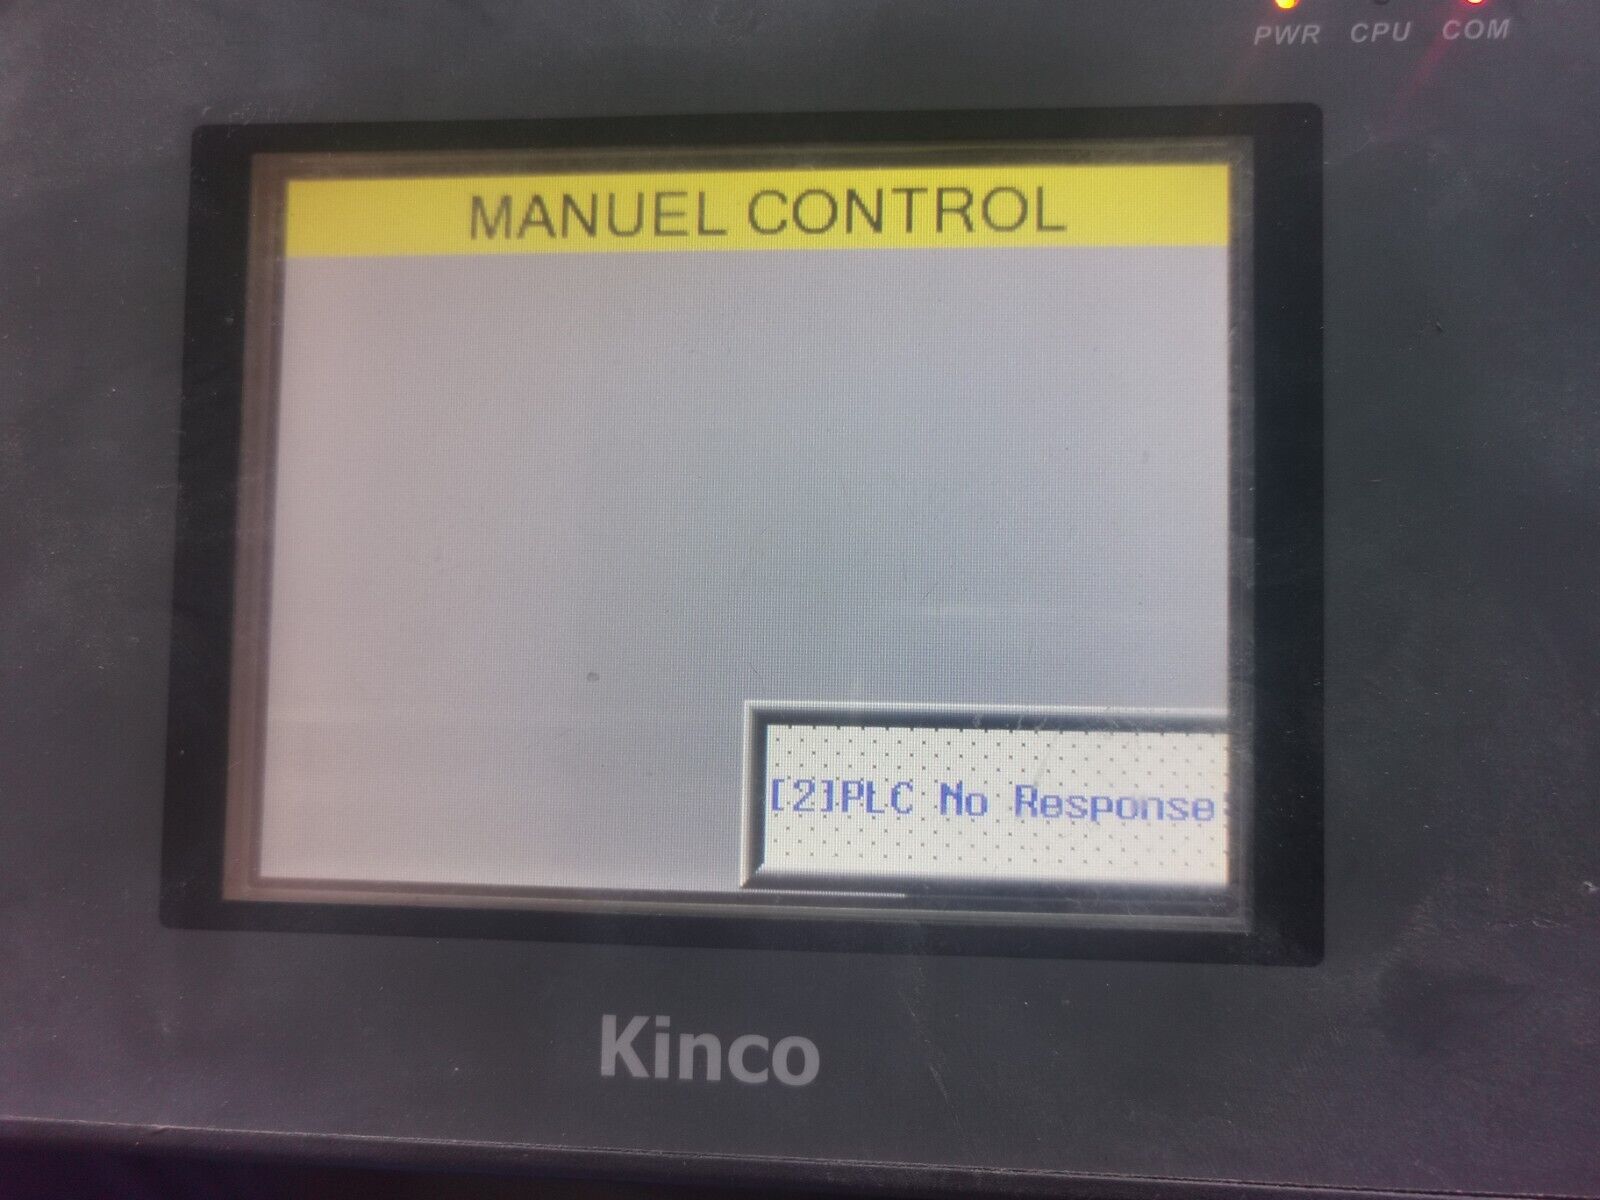 PWR CPU COM
MANUEL CONTROL
[2]PLC No Response
Kinco